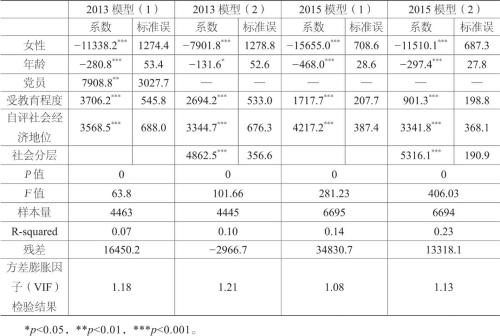 2013 模型（1） 2013 模型（2） 2015 模型（1） 2015 模型（2）
系数 标准误 系数 标准误 系数 标准误 系数 标准误
女性 −11338.2*** 1274.4 −7901.8*** 1278.8 −15655.0*** 708.6 −11510.1*** 687.3
年龄 −280.8*** 53.4 −131.6* 52.6 −468.0*** 28.6 −297.4*** 27.8
党员 7908.8** 3027.7 — — — — — —
受教育程度 3706.2*** 545.8 2694.2*** 533.0 1717.7*** 207.7 901.3*** 198.8
自评社会经
济地位 3568.5*** 688.0 3344.7*** 676.3 4217.2*** 387.4 3341.8*** 368.1
社会分层 4862.5*** 356.6 5316.1*** 190.9
P 值 0 0 0 0
F 值 63.8 101.66 281.23 406.03
样本量 4463 4445 6695 6694
R-squared 0.07 0.10 0.14 0.23
残差 16450.2 −2966.7 34830.7 13318.1
方差膨胀因
子（VIF） 1.18 1.21 1.08 1.13
检验结果
*p<0.05，**p<0.01，***p<0.001。